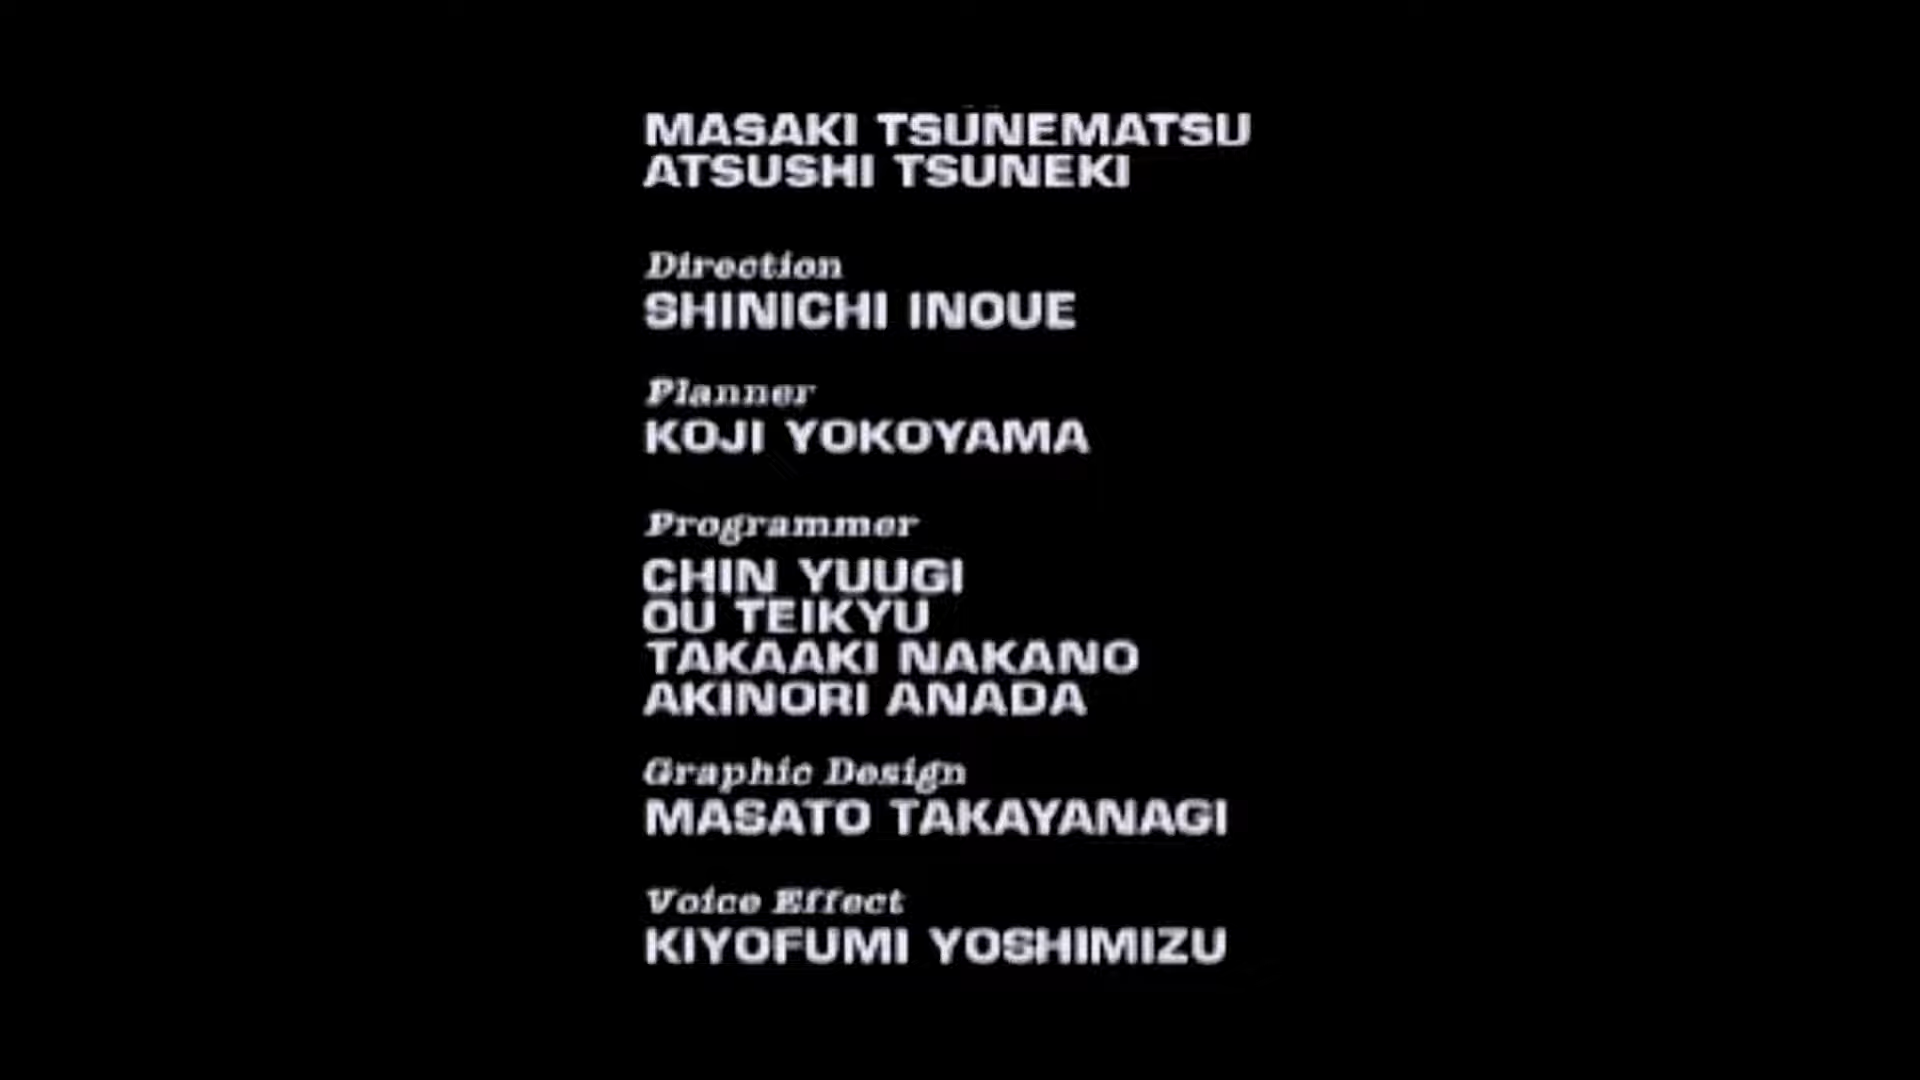 MASAKI TSUNEMATSU
ATSUSHI TSUNEKI
Direction
SHINICHI INOUE
Planner
KOJI YOKOYAMA
Programmer
CHIN YUUGI
OU TEIKYU
TAKAAKI NAKANO
AKINORI ANADA
Graphic Design
MASATO TAKAYANAGI
Voice Effect
KIYOFUMI YOSHIMIZU